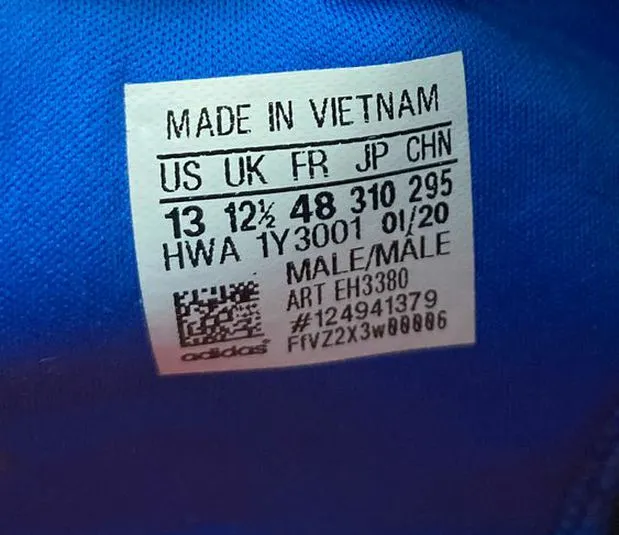 MADE IN VIETNAM
US UK FR JP CHN
13 12½ 48 310 295
HWA 1Y3001 01/20
MALE/MÂLE
ART EH3380
#124941379
FfVZ2X3w00006
adidas